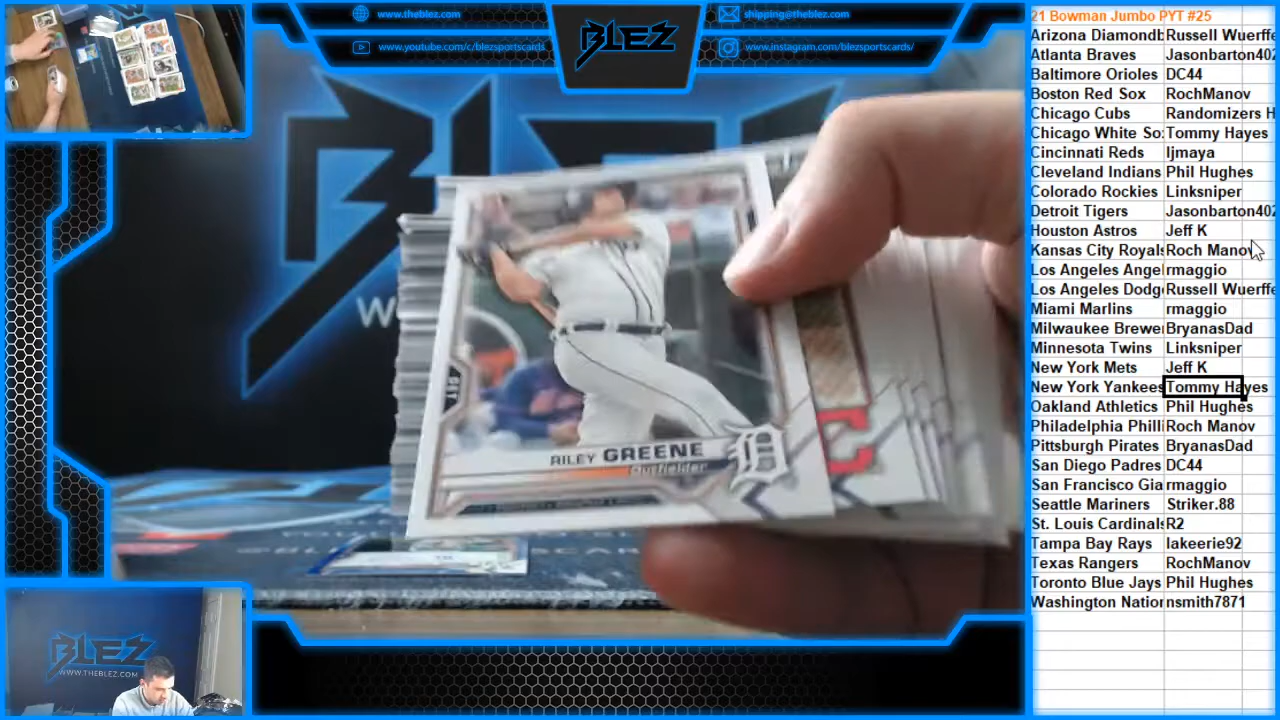 www.theblez.com
www.youtube.com/c/blezsportscards
BLEZ
shipping@theblez.com
www.instagram.com/blezsportscards/
21 Bowman Jumbo PYT #25
Arizona Diamondb Russell Wuerffe
Atlanta Braves Jasonbarton402
Baltimore Orioles DC44
Boston Red Sox RochManov
Chicago Cubs Randomizers H
Chicago White So Tommy Hayes
Cincinnati Reds ljmaya
Cleveland Indians Phil Hughes
Colorado Rockies Linksniper
Detroit Tigers Jasonbarton402
Houston Astros Jeff K
Kansas City Royals Roch Manov
Los Angeles Angel rmaggio
Los Angeles Dodge Russell Wuerffe
Miami Marlins rmaggio
Milwaukee Brewer BryanasDad
Minnesota Twins Linksniper
New York Mets Jeff K
New York Yankees Tommy Hayes
Oakland Athletics Phil Hughes
Philadelphia Philli Roch Manov
Pittsburgh Pirates BryanasDad
San Diego Padres DC44
San Francisco Gia rmaggio
Seattle Mariners Striker.88
St. Louis Cardinals R2
Tampa Bay Rays lakeerie92
Texas Rangers RochManov
Toronto Blue Jays Phil Hughes
Washington Nation nsmith7871
RILEY GREENE
Outfielder
BLEZ
WWW.THEBLEZ.COM